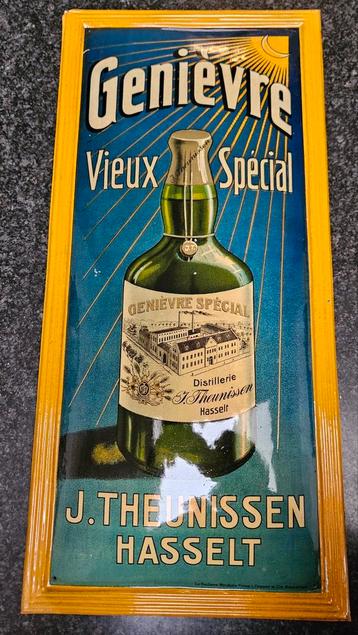 Genièvre
Vieux Spécial
J.T.
GENIÈVRE SPÉCIAL
Distillerie
J. Theunissen
Hasselt
J. THEUNISSEN
HASSELT